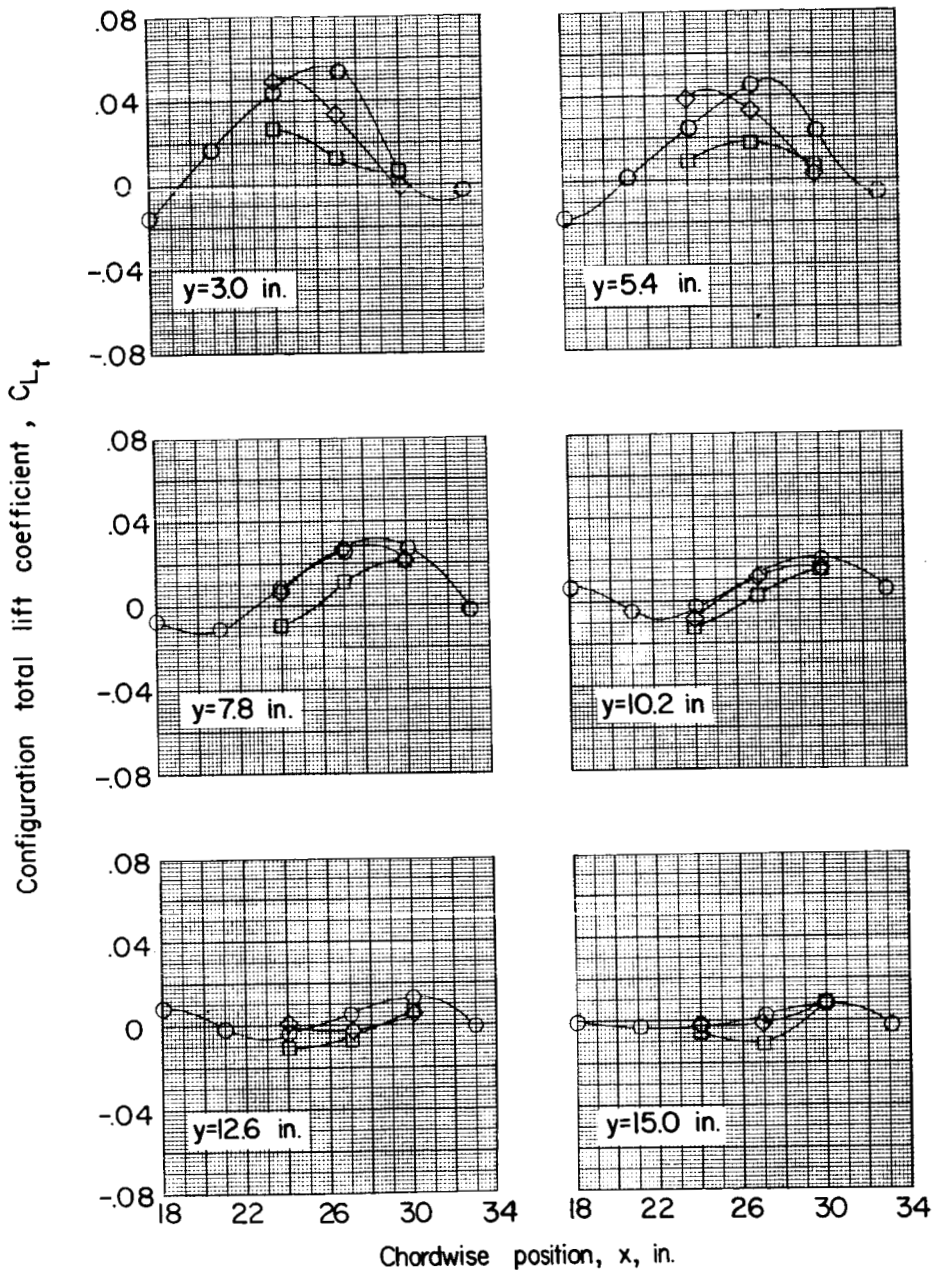 .08
.04
0
-.04
-.08
y=3.0 in.
y=5.4 in.
Configuration total lift coefficient , CLt
.08
.04
0
-.04
-.08
y=7.8 in.
y=10.2 in
.08
.04
0
-.04
-.08
y=12.6 in.
y=15.0 in.
18 22 26 30 34
18 22 26 30 34
Chordwise position, x, in.